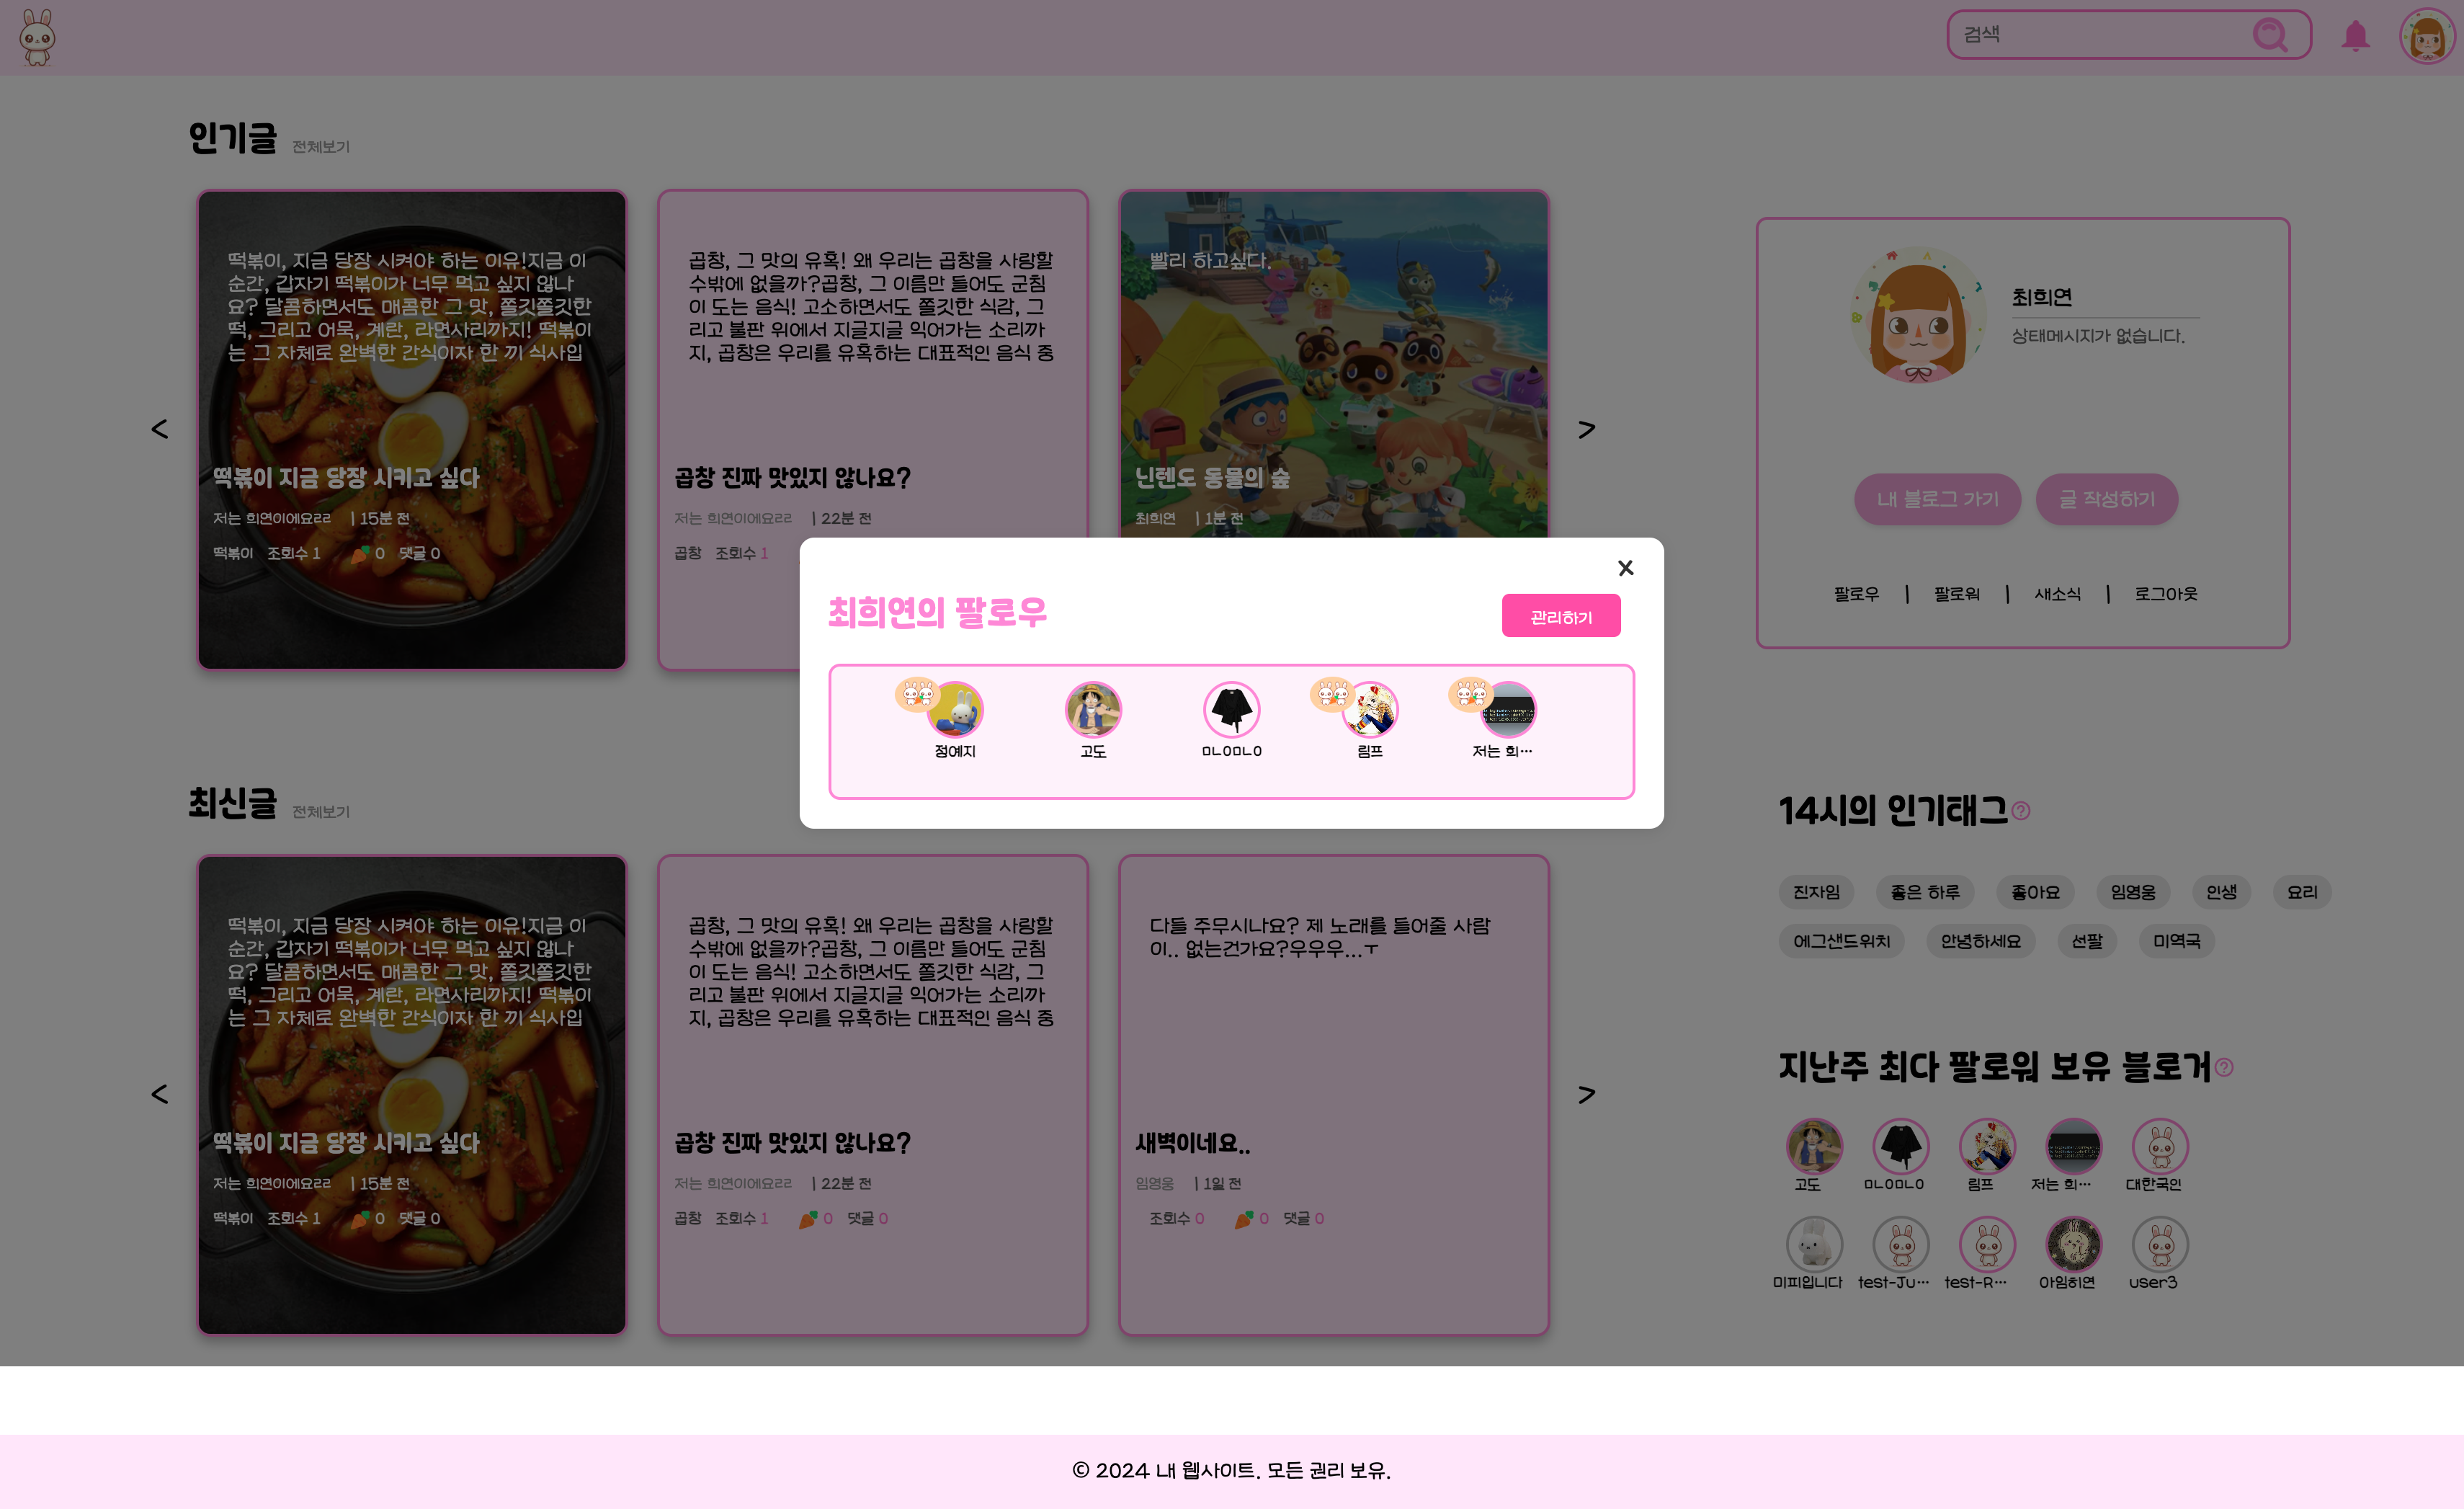 검색
인기글 전체보기
떡볶이, 지금 당장 시켜야 하는 이유!지금 이
순간, 갑자기 떡볶이가 너무 먹고 싶지 않나
요? 달콤하면서도 매콤한 그 맛, 쫄깃쫄깃한
떡, 그리고 어묵, 계란, 라면사리까지! 떡볶이
는 그 자체로 완벽한 간식이자 한 끼 식사입
떡볶이 지금 당장 시키고 싶다
저는 희연이에요ㄹㄹ | 15분 전
떡볶이 조회수 1 0 댓글 0
곱창, 그 맛의 유혹! 왜 우리는 곱창을 사랑할
수밖에 없을까?곱창, 그 이름만 들어도 군침
이 도는 음식! 고소하면서도 쫄깃한 식감, 그
리고 불판 위에서 지글지글 익어가는 소리까
지, 곱창은 우리를 유혹하는 대표적인 음식 중
곱창 진짜 맛있지 않나요?
저는 희연이에요ㄹㄹ | 22분 전
곱창 조회수 1
빨리 하고싶다.
닌텐도 동물의 숲
최희연 | 1분 전
<
>
최희연
상태메시지가 없습니다.
내 블로그 가기
글 작성하기
팔로우 | 팔로워 | 새소식 | 로그아웃
x
최희연의 팔로우
관리하기
정예지
고도
ㅁㄴㅇㅁㄴㅇ
림프
저는 희…
최신글 전체보기
떡볶이, 지금 당장 시켜야 하는 이유!지금 이
순간, 갑자기 떡볶이가 너무 먹고 싶지 않나
요? 달콤하면서도 매콤한 그 맛, 쫄깃쫄깃한
떡, 그리고 어묵, 계란, 라면사리까지! 떡볶이
는 그 자체로 완벽한 간식이자 한 끼 식사입
떡볶이 지금 당장 시키고 싶다
저는 희연이에요ㄹㄹ | 15분 전
떡볶이 조회수 1 0 댓글 0
곱창, 그 맛의 유혹! 왜 우리는 곱창을 사랑할
수밖에 없을까?곱창, 그 이름만 들어도 군침
이 도는 음식! 고소하면서도 쫄깃한 식감, 그
리고 불판 위에서 지글지글 익어가는 소리까
지, 곱창은 우리를 유혹하는 대표적인 음식 중
곱창 진짜 맛있지 않나요?
저는 희연이에요ㄹㄹ | 22분 전
곱창 조회수 1 0 댓글 0
다들 주무시나요? 제 노래를 들어줄 사람
이.. 없는건가요?우우우...ㅜ
새벽이네요..
임영웅 | 1일 전
조회수 0 0 댓글 0
<
>
14시의 인기태그?
진자임 좋은 하루 좋아요 임영웅 인생 요리
에그샌드위치 안녕하세요 선팔 미역국
지난주 최다 팔로워 보유 블로거?
고도 ㅁㄴㅇㅁㄴㅇ 림프 저는 희… 대한국인
미피입니다 test-Ju… test-R… 아임히연 user3
© 2024 내 웹사이트. 모든 권리 보유.